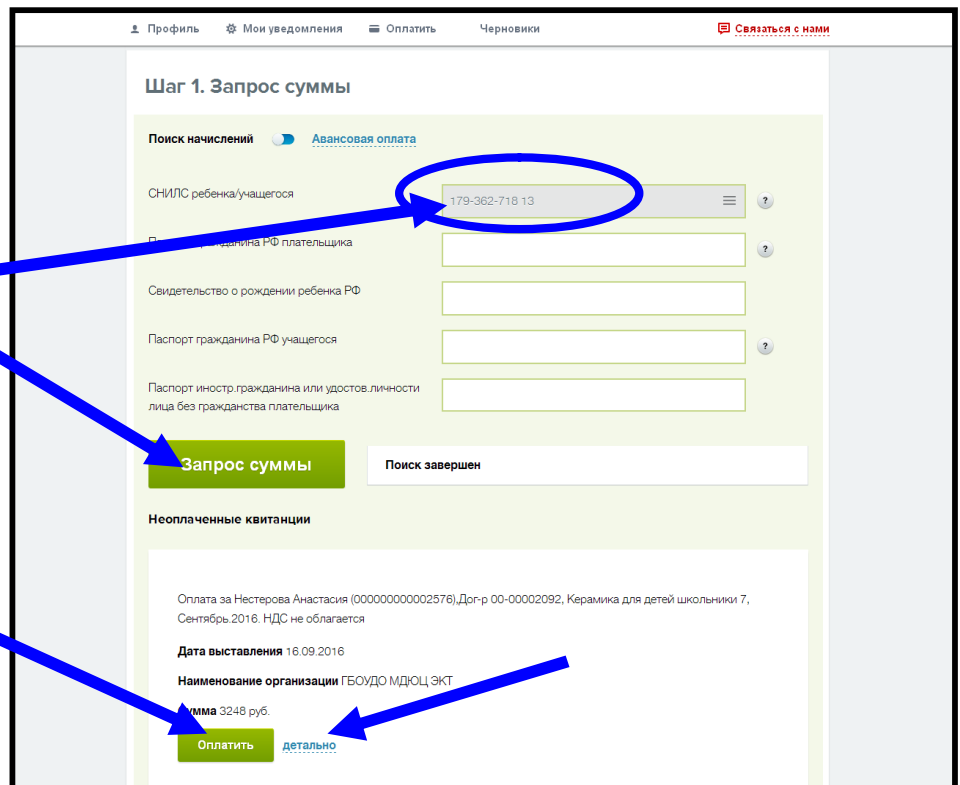 Профиль Мои уведомления Оплатить Черновики Связаться с нами
Шаг 1. Запрос суммы
Поиск начислений Авансовая оплата
СНИЛС ребенка/учащегося 179-362-718 13 ?
РФ плательщика ?
Свидетельство о рождении ребенка РФ
Паспорт гражданина РФ учащегося ?
Паспорт иностр.гражданина или удостов.личности
лица без гражданства плательщика
Запрос суммы Поиск завершен
Неоплаченные квитанции
Оплата за Нестерова Анастасия (000000000002576),Дог-р 00-00002092, Керамика для детей школьники 7,
Сентябрь.2016. НДС не облагается
Дата выставления 16.09.2016
Наименование организации ГБОУДО МДЮЦ ЭКТ
Сумма 3248 руб.
Оплатить детально